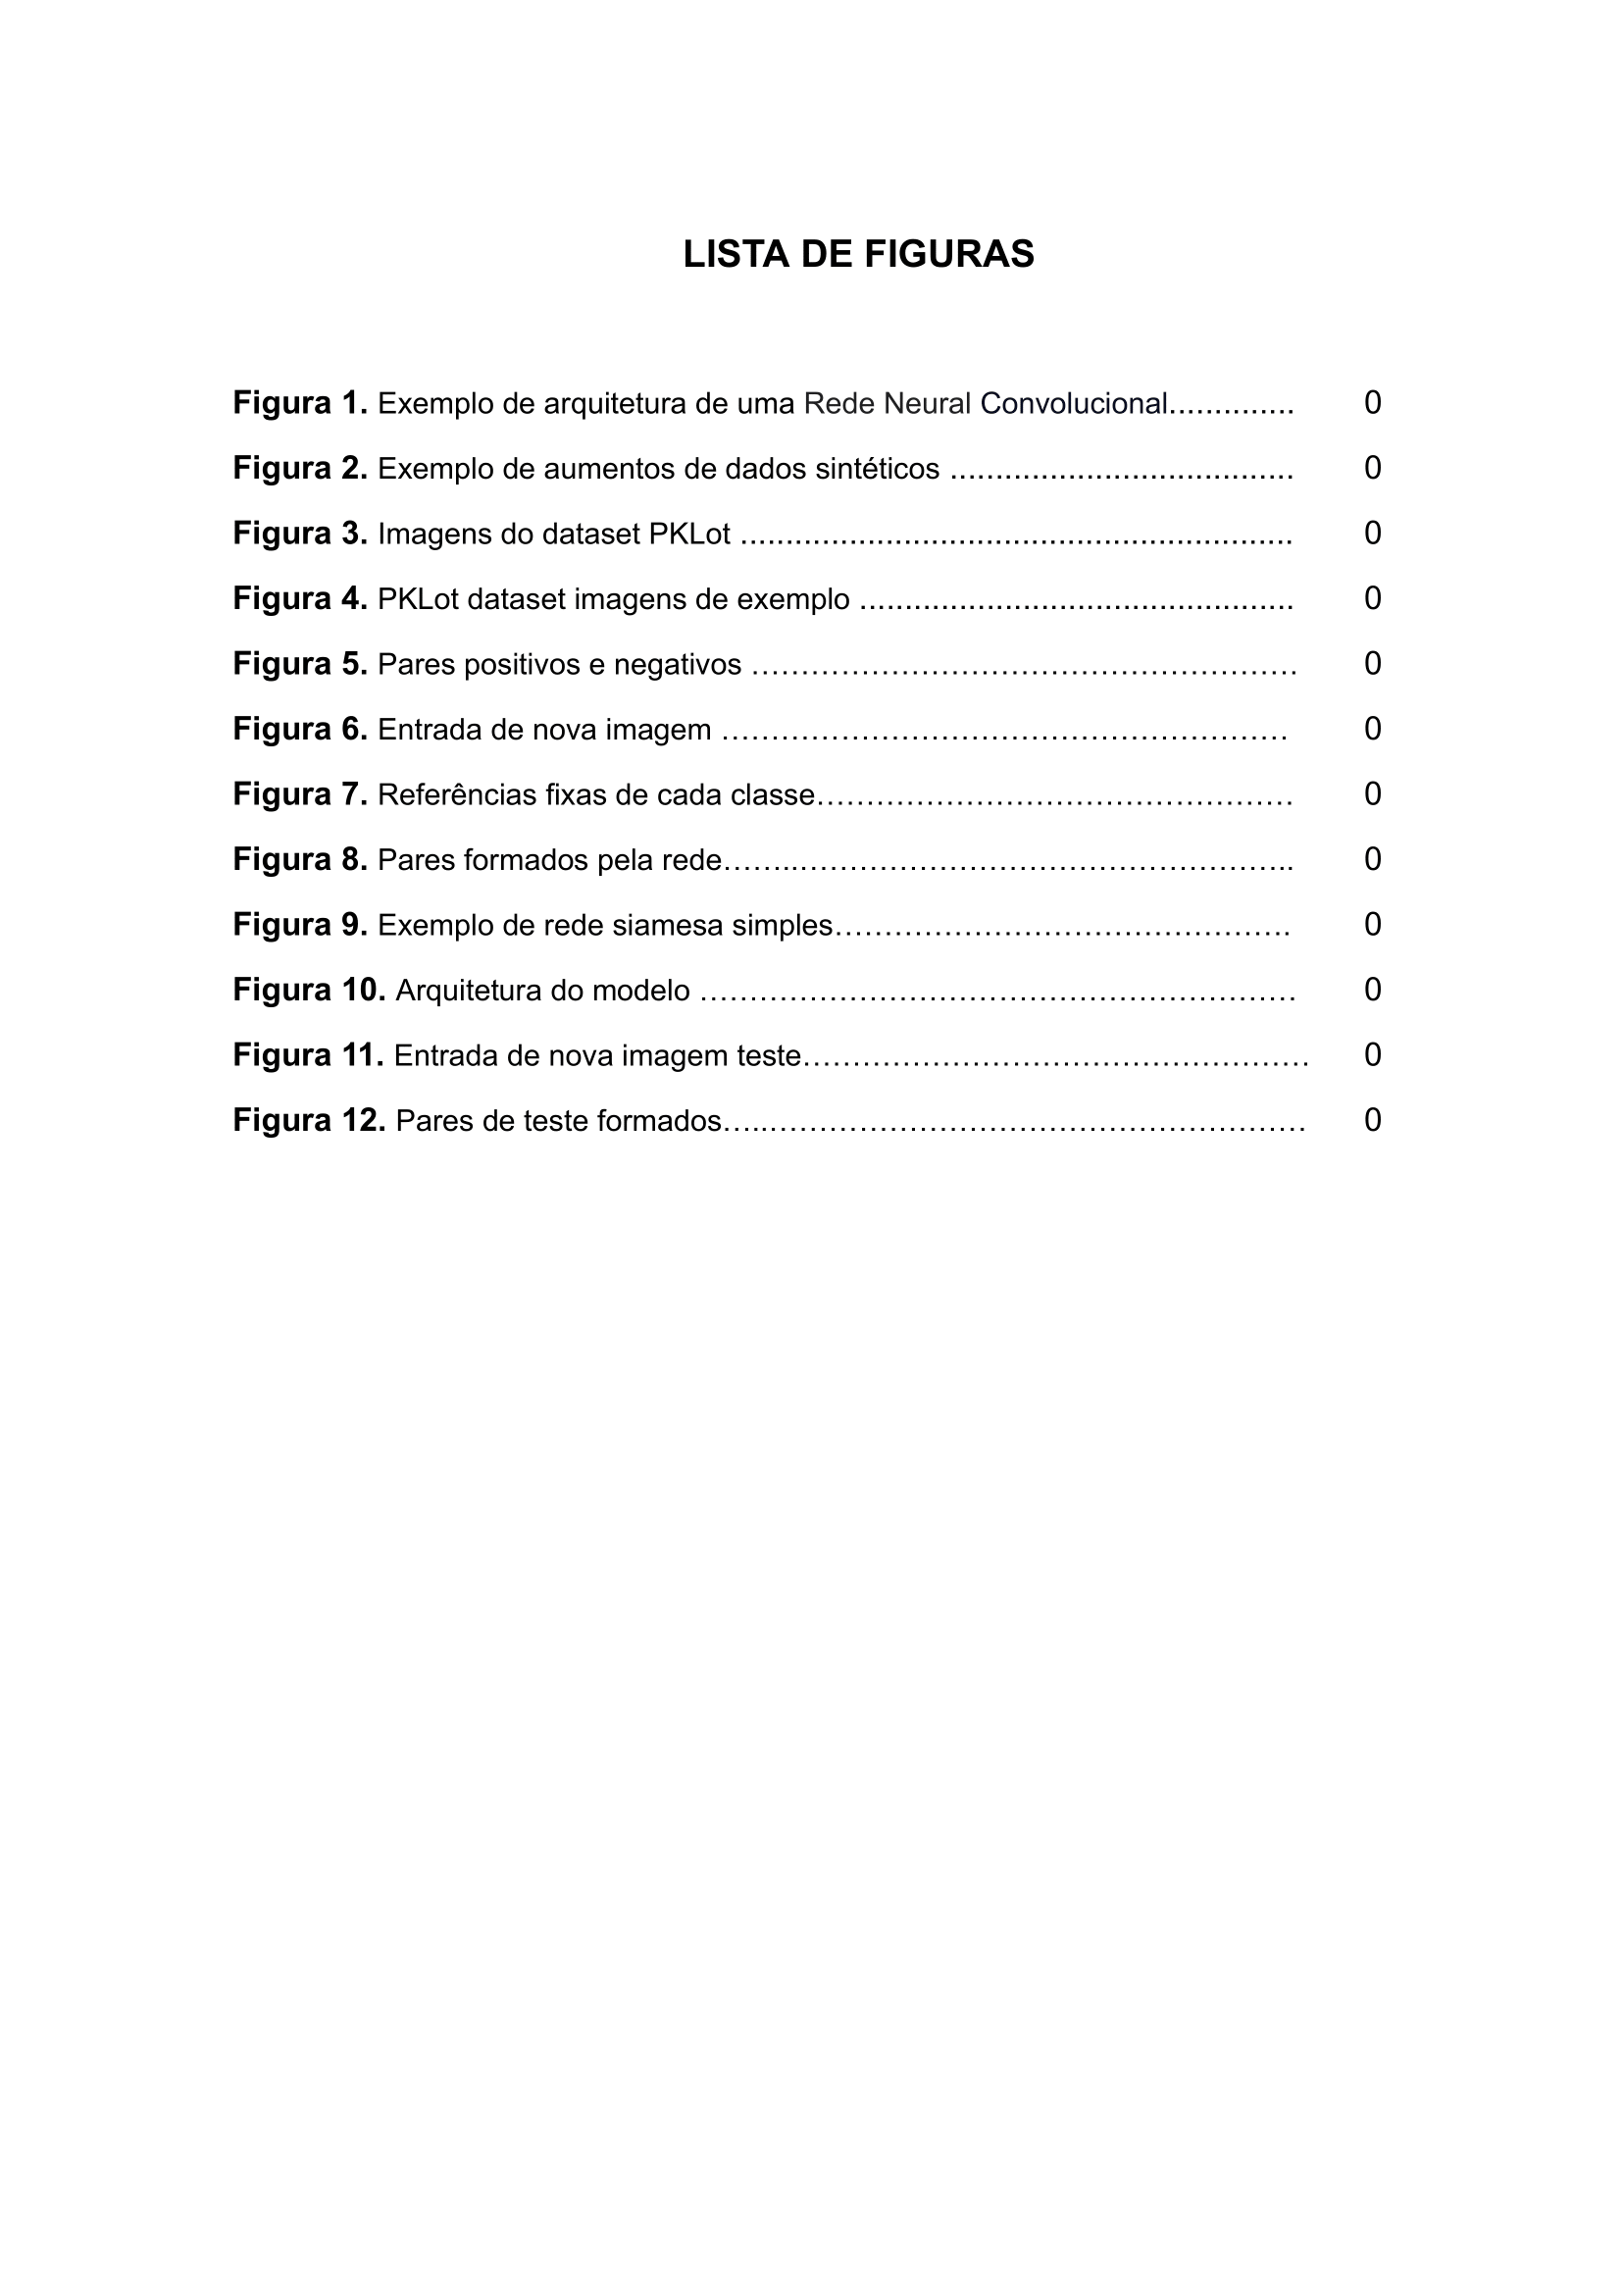 LISTA DE FIGURAS
Figura 1. Exemplo de arquitetura de uma Rede Neural Convolucional.............. 0
Figura 2. Exemplo de aumentos de dados sintéticos ...................................... 0
Figura 3. Imagens do dataset PKLot ............................................................. 0
Figura 4. PKLot dataset imagens de exemplo ................................................ 0
Figura 5. Pares positivos e negativos ……………………………………………… 0
Figura 6. Entrada de nova imagem ………………………………………………… 0
Figura 7. Referências fixas de cada classe………………………………………… 0
Figura 8. Pares formados pela rede……..………………………………………….. 0
Figura 9. Exemplo de rede siamesa simples………………………………………. 0
Figura 10. Arquitetura do modelo …………………………………………………… 0
Figura 11. Entrada de nova imagem teste…………………………………………… 0
Figura 12. Pares de teste formados…..……………………………………………… 0